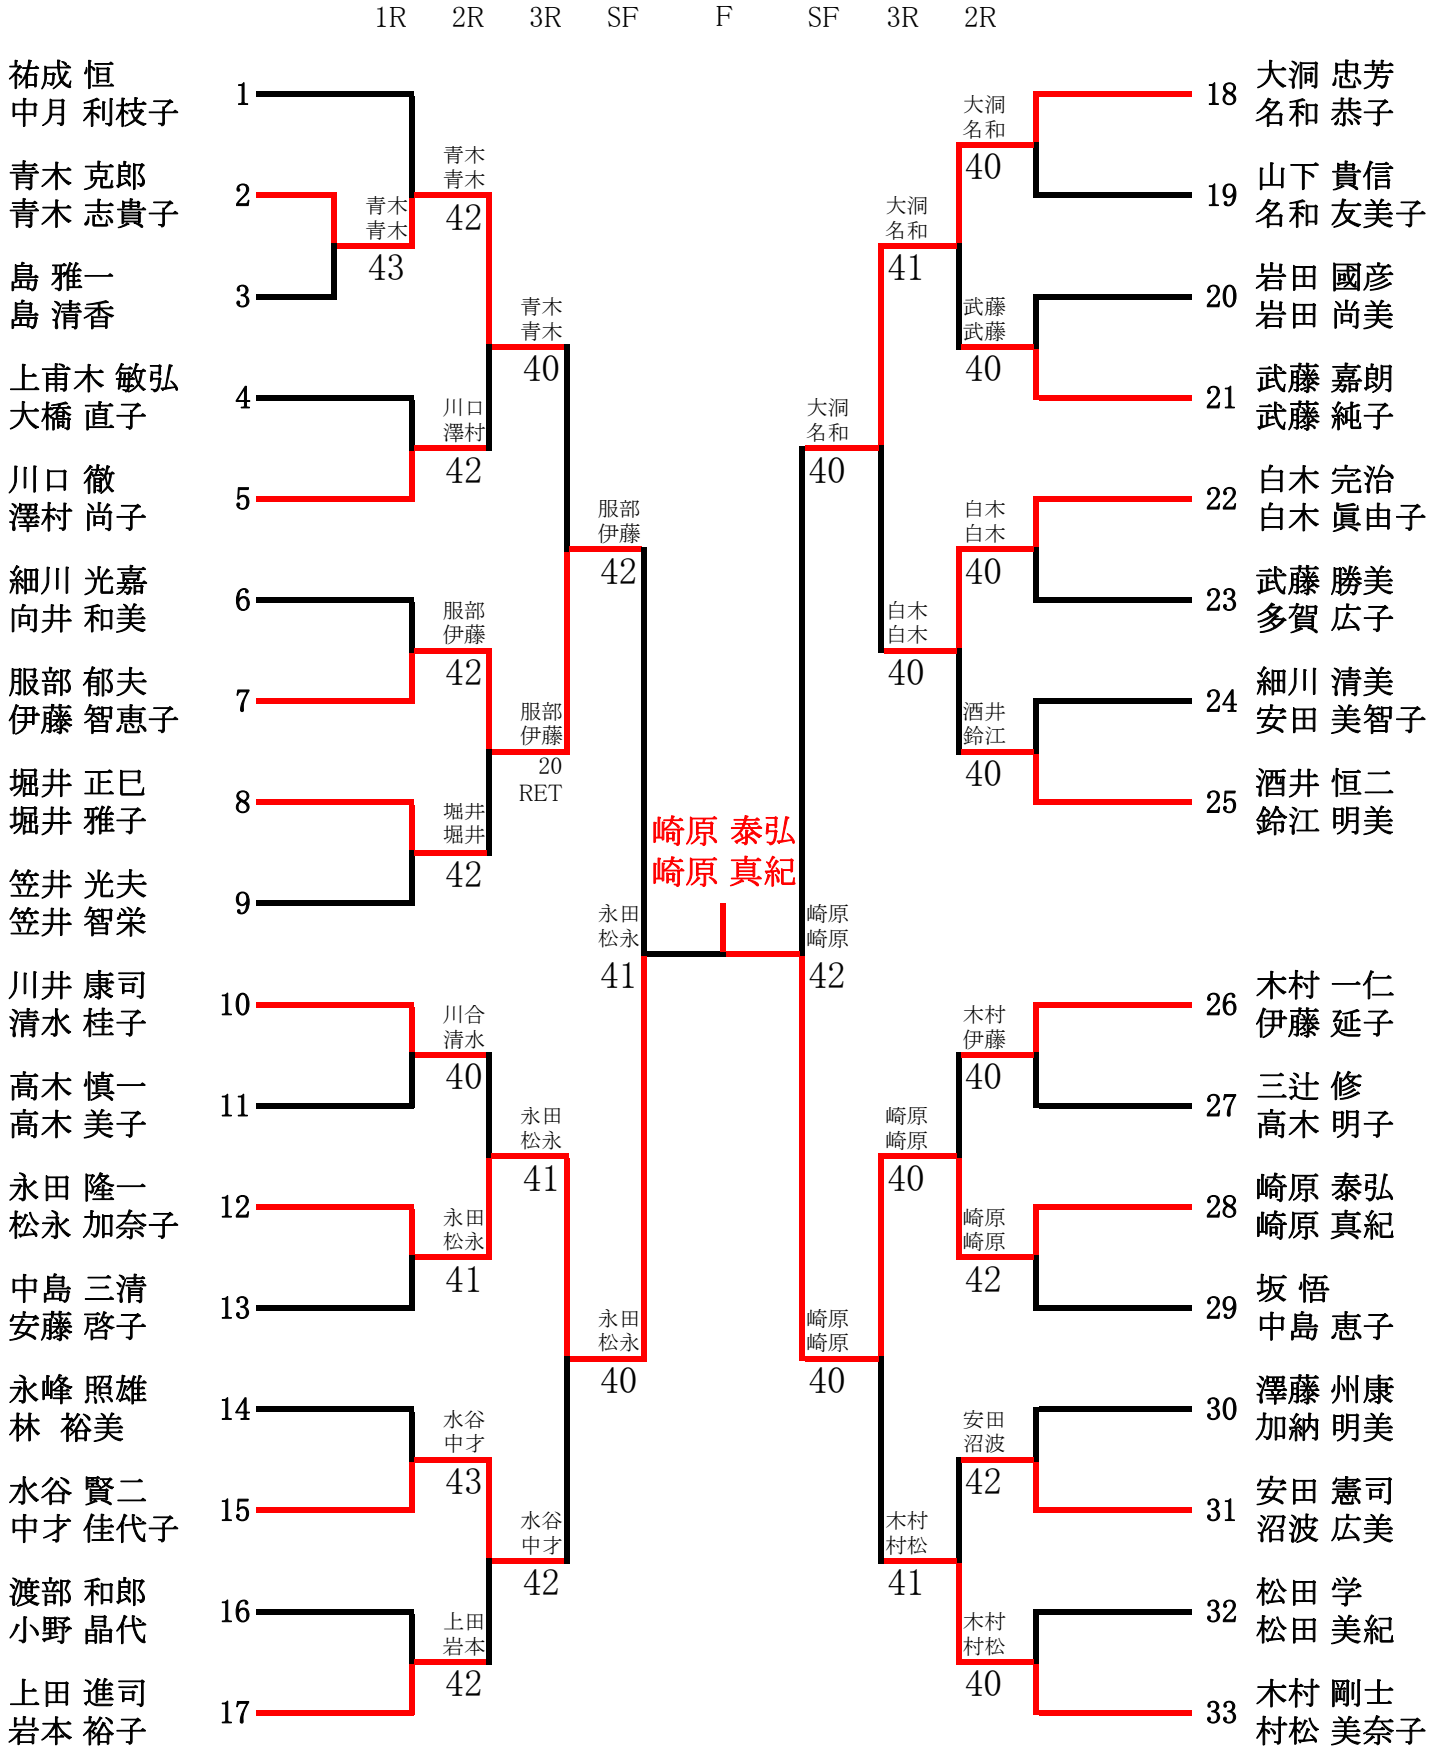 1R 2R 3R SF F SF 3R 2R
祐成 恒
中月 利枝子
1
青木 克郎
青木 志貴子
2
島 雅一
島 清香
3
上甫木 敏弘
大橋 直子
4
川口 徹
澤村 尚子
5
細川 光嘉
向井 和美
6
服部 郁夫
伊藤 智恵子
7
堀井 正巳
堀井 雅子
8
笠井 光夫
笠井 智栄
9
川井 康司
清水 桂子
10
高木 慎一
高木 美子
11
永田 隆一
松永 加奈子
12
中島 三清
安藤 啓子
13
永峰 照雄
林 裕美
14
水谷 賢二
中才 佳代子
15
渡部 和郎
小野 晶代
16
上田 進司
岩本 裕子
17
青木
青木
43
青木
青木
42
川口
澤村
42
服部
伊藤
42
堀井
堀井
42
川合
清水
40
永田
松永
41
水谷
中才
43
上田
岩本
42
青木
青木
40
服部
伊藤
20
RET
永田
松永
41
水谷
中才
42
服部
伊藤
42
永田
松永
40
永田
松永
41
崎原 泰弘
崎原 真紀
崎原
崎原
42
大洞
名和
40
崎原
崎原
40
大洞
名和
41
白木
白木
40
崎原
崎原
40
木村
村松
41
大洞
名和
40
武藤
武藤
40
白木
白木
40
酒井
鈴江
40
木村
伊藤
40
崎原
崎原
42
安田
沼波
42
木村
村松
40
18
大洞 忠芳
名和 恭子
19
山下 貴信
名和 友美子
20
岩田 國彦
岩田 尚美
21
武藤 嘉朗
武藤 純子
22
白木 完治
白木 眞由子
23
武藤 勝美
多賀 広子
24
細川 清美
安田 美智子
25
酒井 恒二
鈴江 明美
26
木村 一仁
伊藤 延子
27
三辻 修
高木 明子
28
崎原 泰弘
崎原 真紀
29
坂 悟
中島 恵子
30
澤藤 州康
加納 明美
31
安田 憲司
沼波 広美
32
松田 学
松田 美紀
33
木村 剛士
村松 美奈子